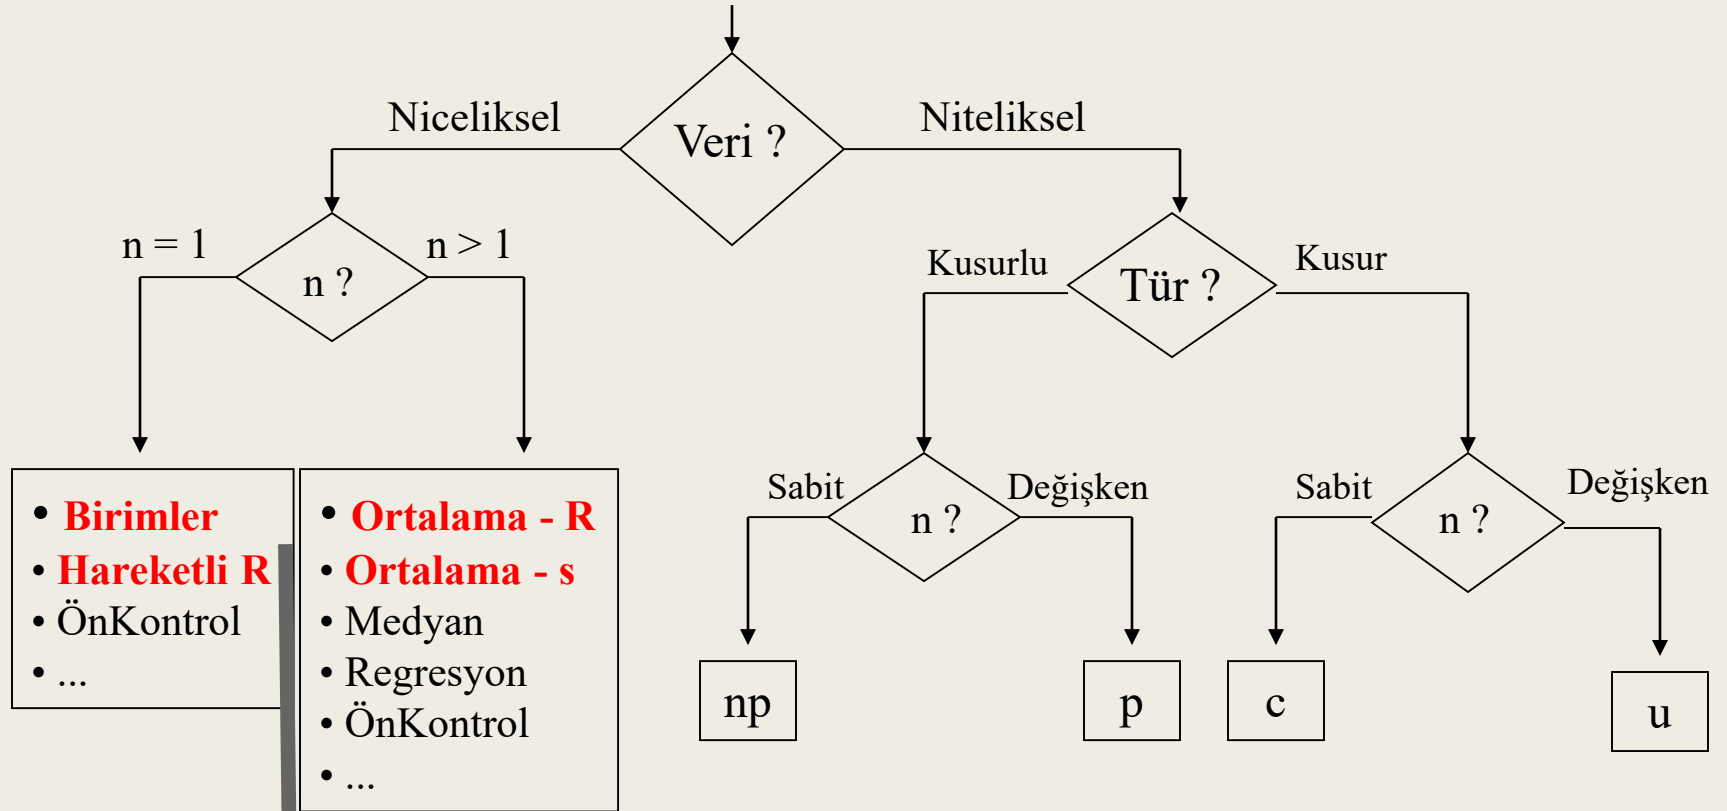 Veri ?
Niceliksel
Niteliksel
n = 1
n ?
n > 1
Kusurlu
Tür ?
Kusur
• Birimler
• Hareketli R
• ÖnKontrol
• ...
• Ortalama - R
• Ortalama - s
• Medyan
• Regresyon
• ÖnKontrol
• ...
Sabit
n ?
Değişken
Sabit
n ?
Değişken
np
p
c
u